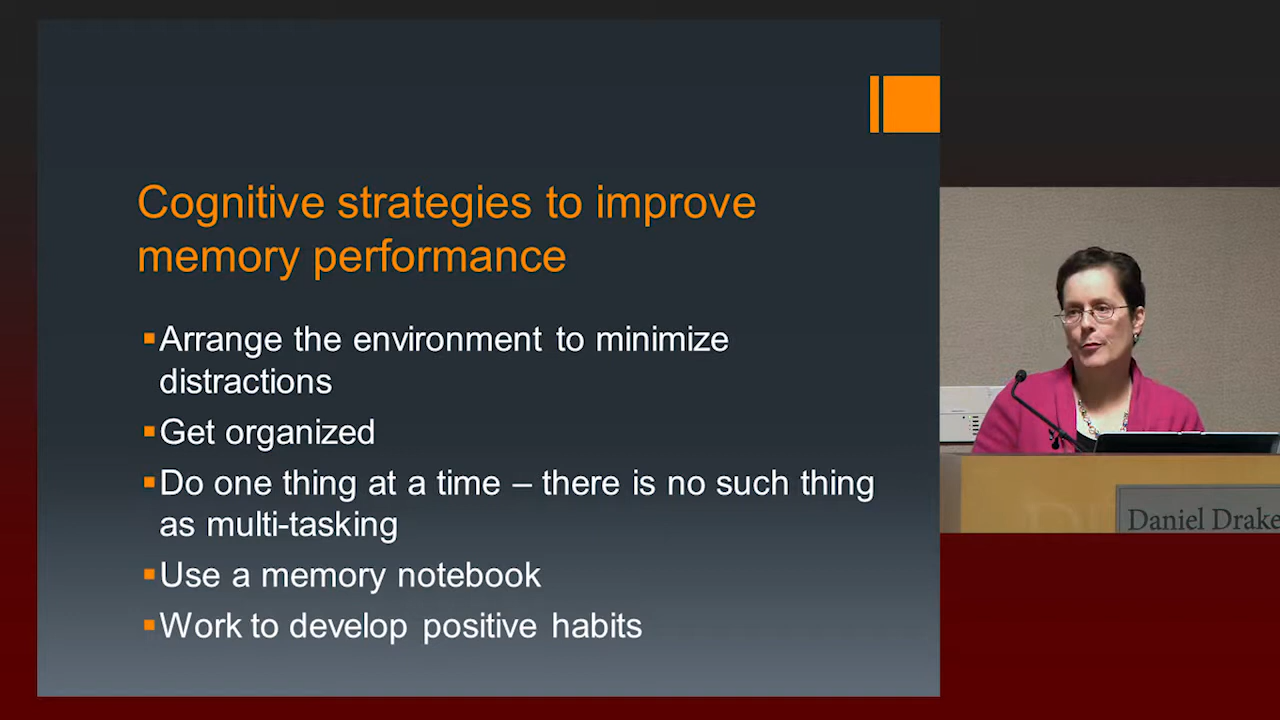 Cognitive strategies to improve
memory performance
▪Arrange the environment to minimize
distractions
▪Get organized
▪Do one thing at a time – there is no such thing
as multi-tasking
▪Use a memory notebook
▪Work to develop positive habits
Daniel Drake